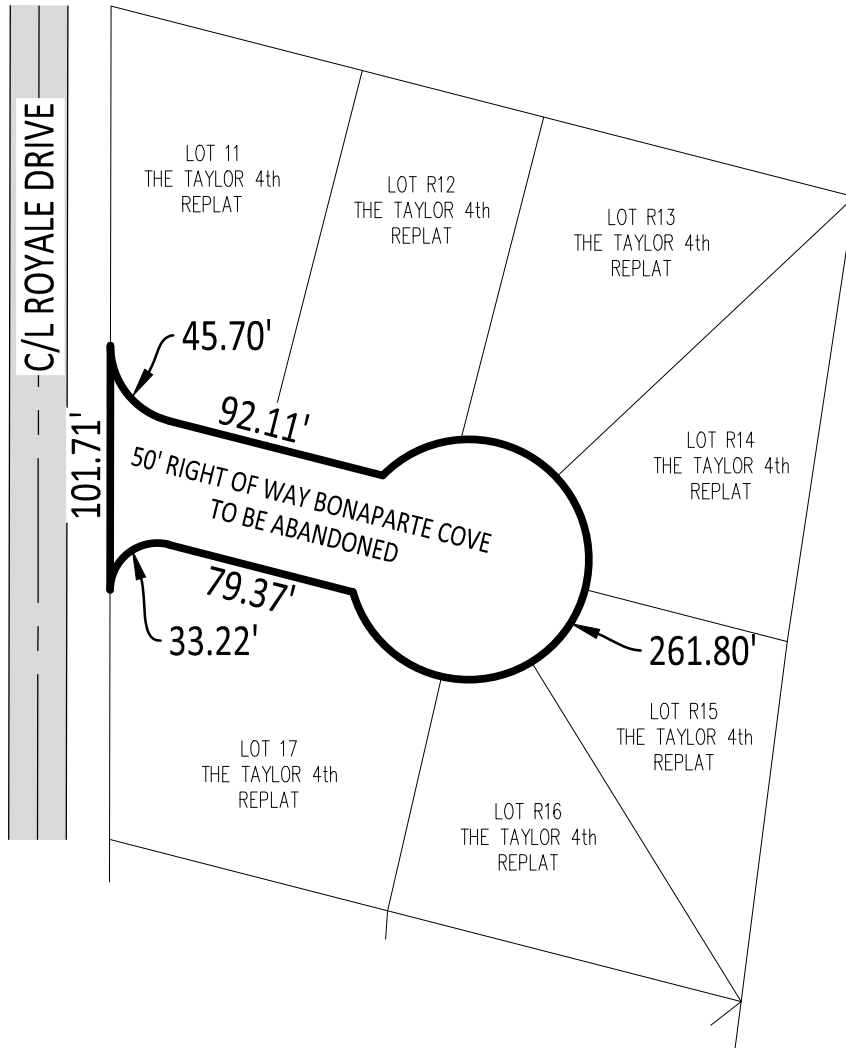 C/L ROYALE DRIVE
LOT 11
THE TAYLOR 4th
REPLAT
LOT R12
THE TAYLOR 4th
REPLAT
LOT R13
THE TAYLOR 4th
REPLAT
45.70'
92.11'
101.71'
50' RIGHT OF WAY BONAPARTE COVE
TO BE ABANDONED
LOT R14
THE TAYLOR 4th
REPLAT
79.37'
33.22'
261.80'
LOT R15
THE TAYLOR 4th
REPLAT
LOT 17
THE TAYLOR 4th
REPLAT
LOT R16
THE TAYLOR 4th
REPLAT